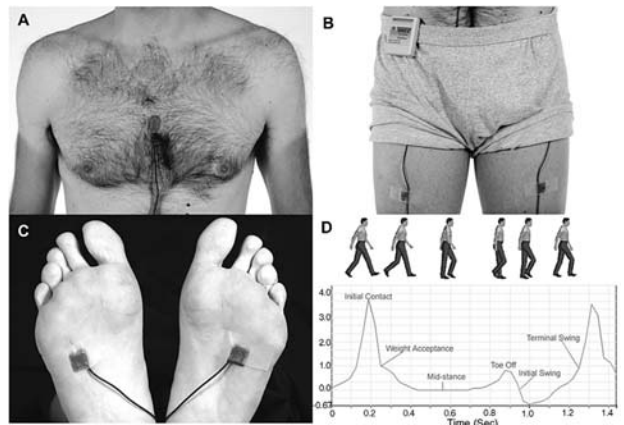 A
B
C
D
4.0
3.0
2.0
1.0
0.0
-0.67
Initial Contact
Weight Acceptance
Mid-stance
Toe Off
Initial Swing
Terminal Swing
0
0.2
0.4
0.6
0.8
1.0
1.2
1.4
Time (Sec)